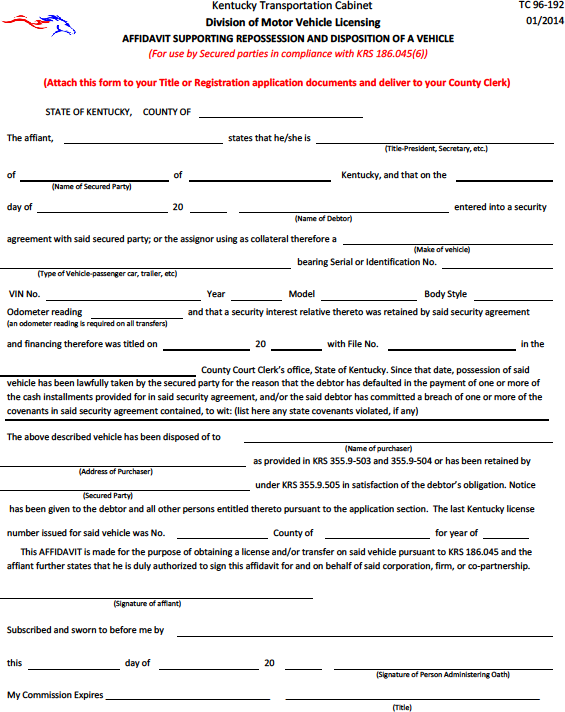 Kentucky Transportation Cabinet
TC 96-192
Division of Motor Vehicle Licensing
01/2014
AFFIDAVIT SUPPORTING REPOSSESSION AND DISPOSITION OF A VEHICLE
(For use by Secured parties in compliance with KRS 186.045(6))
(Attach this form to your Title or Registration application documents and deliver to your County Clerk)
STATE OF KENTUCKY, COUNTY OF
The affiant, states that he/she is
(Title-President, Secretary, etc.)
of of Kentucky, and that on the
(Name of Secured Party)
day of 20 entered into a security
(Name of Debtor)
agreement with said secured party; or the assignor using as collateral therefore a
(Make of vehicle)
bearing Serial or Identification No.
(Type of Vehicle-passenger car, trailer, etc)
VIN No. Year Model Body Style
Odometer reading and that a security interest relative thereto was retained by said security agreement
(an odometer reading is required on all transfers)
and financing therefore was titled on 20 with File No. in the
County Court Clerk's office, State of Kentucky. Since that date, possession of said
vehicle has been lawfully taken by the secured party for the reason that the debtor has defaulted in the payment of one or more of
the cash installments provided for in said security agreement, and/or the said debtor has committed a breach of one or more of the
covenants in said security agreement contained, to wit: (list here any state covenants violated, if any)
The above described vehicle has been disposed of to
(Name of purchaser)
as provided in KRS 355.9-503 and 355.9-504 or has been retained by
(Address of Purchaser)
under KRS 355.9.505 in satisfaction of the debtor's obligation. Notice
(Secured Party)
has been given to the debtor and all other persons entitled thereto pursuant to the application section. The last Kentucky license
number issued for said vehicle was No. County of for year of
This AFFIDAVIT is made for the purpose of obtaining a license and/or transfer on said vehicle pursuant to KRS 186.045 and the
affiant further states that he is duly authorized to sign this affidavit for and on behalf of said corporation, firm, or co-partnership.
(Signature of affiant)
Subscribed and sworn to before me by
this day of 20
(Signature of Person Administering Oath)
My Commission Expires
(Title)